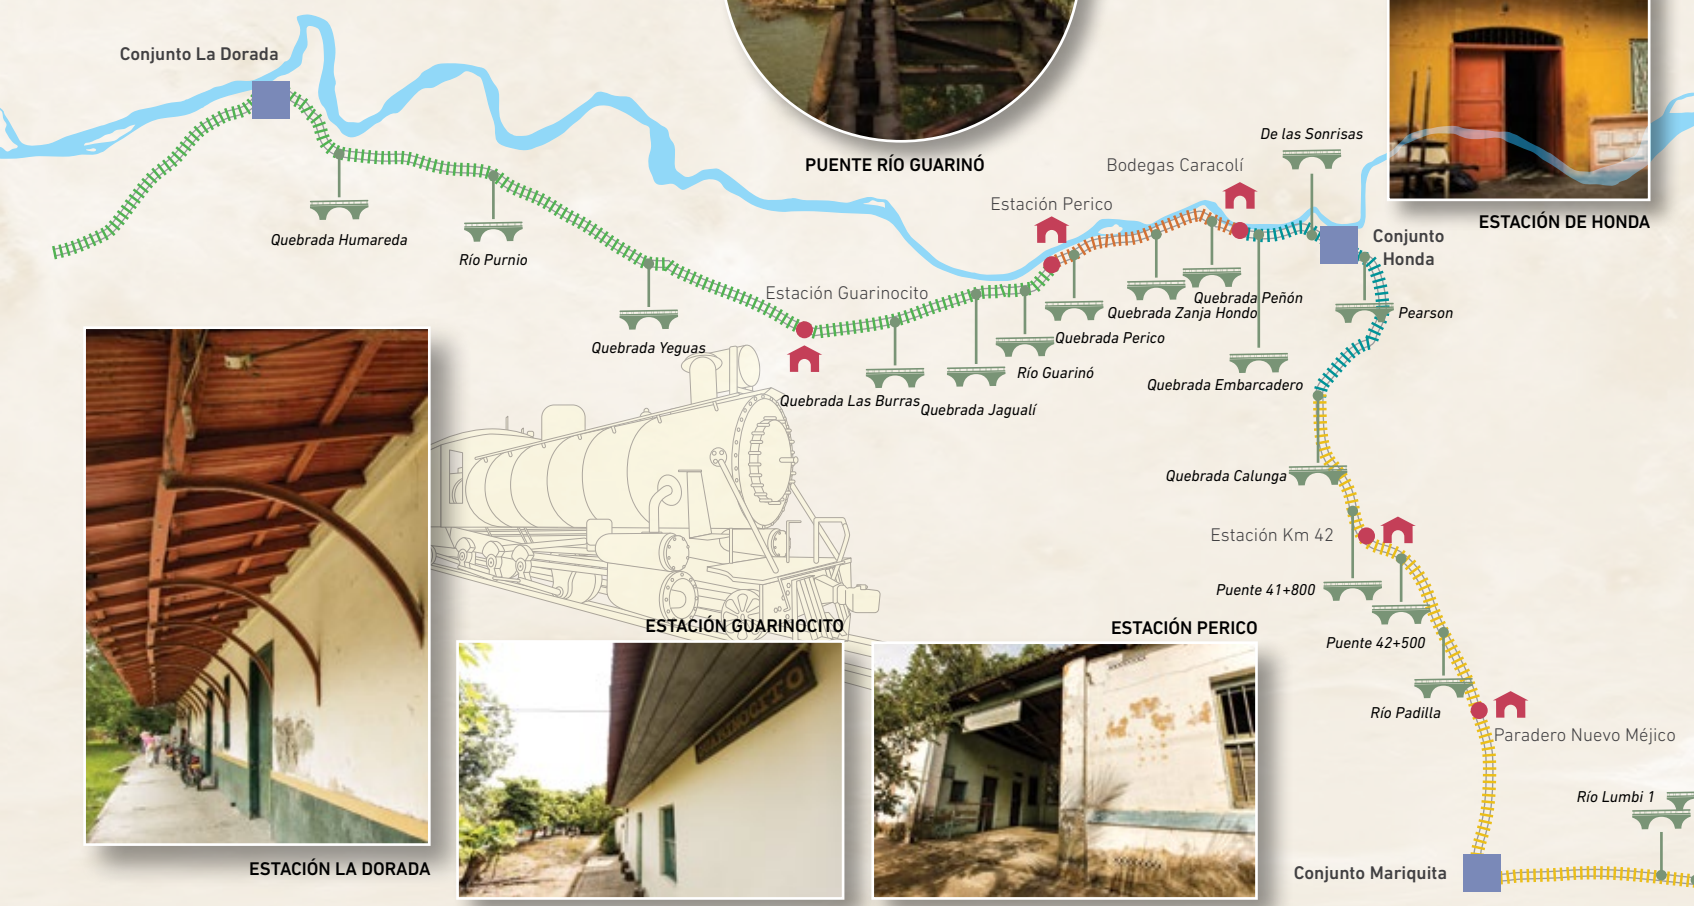 Conjunto La Dorada
De las Sonrisas
PUENTE RÍO GUARINÓ
Bodegas Caracolí
Estación Perico
ESTACIÓN DE HONDA
Conjunto
Honda
Quebrada Humareda
Río Purnio
Estación Guarinocito
Quebrada Peñón
Quebrada Zanja Hondo
Pearson
Quebrada Perico
Quebrada Yeguas
Río Guarinó
Quebrada Embarcadero
Quebrada Las Burras
Quebrada Jagualí
Quebrada Calunga
Estación Km 42
Puente 41+800
ESTACIÓN GUARINOCITO
ESTACIÓN PERICO
Puente 42+500
GUARINOCITO
Río Padilla
Paradero Nuevo Méjico
Río Lumbi 1
ESTACIÓN LA DORADA
Conjunto Mariquita